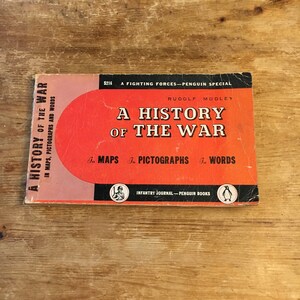 A HISTORY OF THE WAR
IN MAPS, PICTOGRAPHS AND WORDS
A FIGHTING FORCES—PENGUIN SPECIAL
RUDOLF MODLEY
A HISTORY
OF THE WAR
In MAPS In PICTOGRAPHS In WORDS
INFANTRY JOURNAL—PENGUIN BOOKS